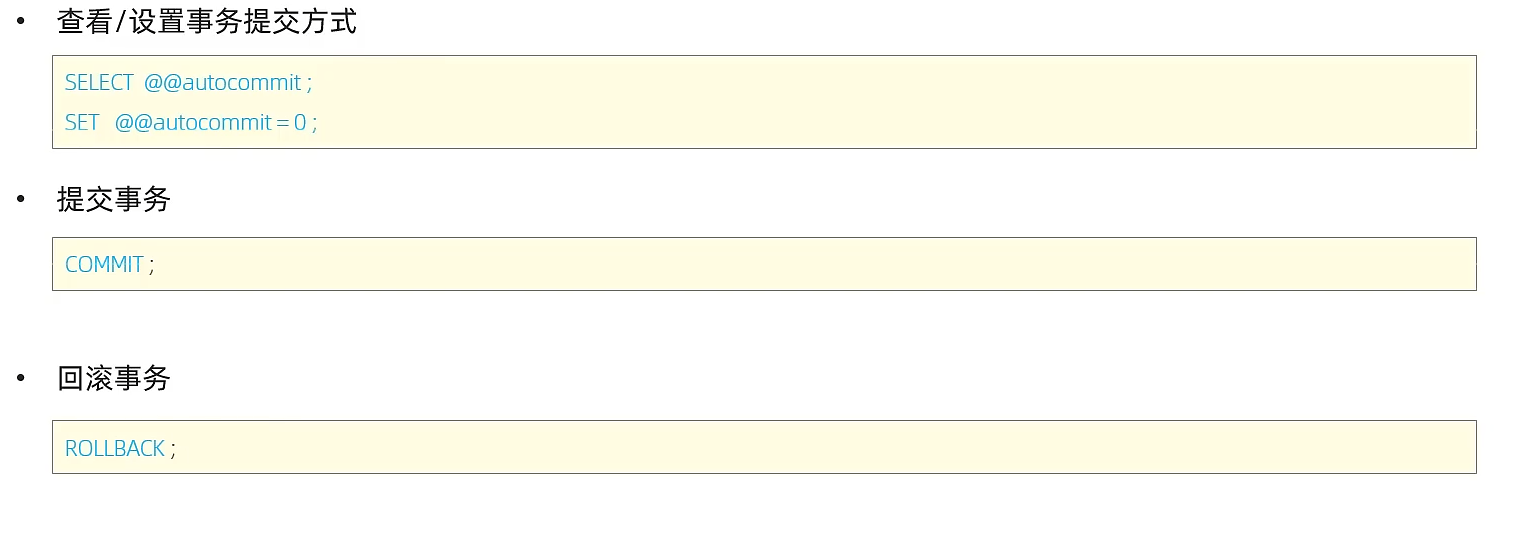 • 查看/设置事务提交方式
SELECT @@autocommit ;
SET @@autocommit = 0 ;
• 提交事务
COMMIT ;
• 回滚事务
ROLLBACK ;